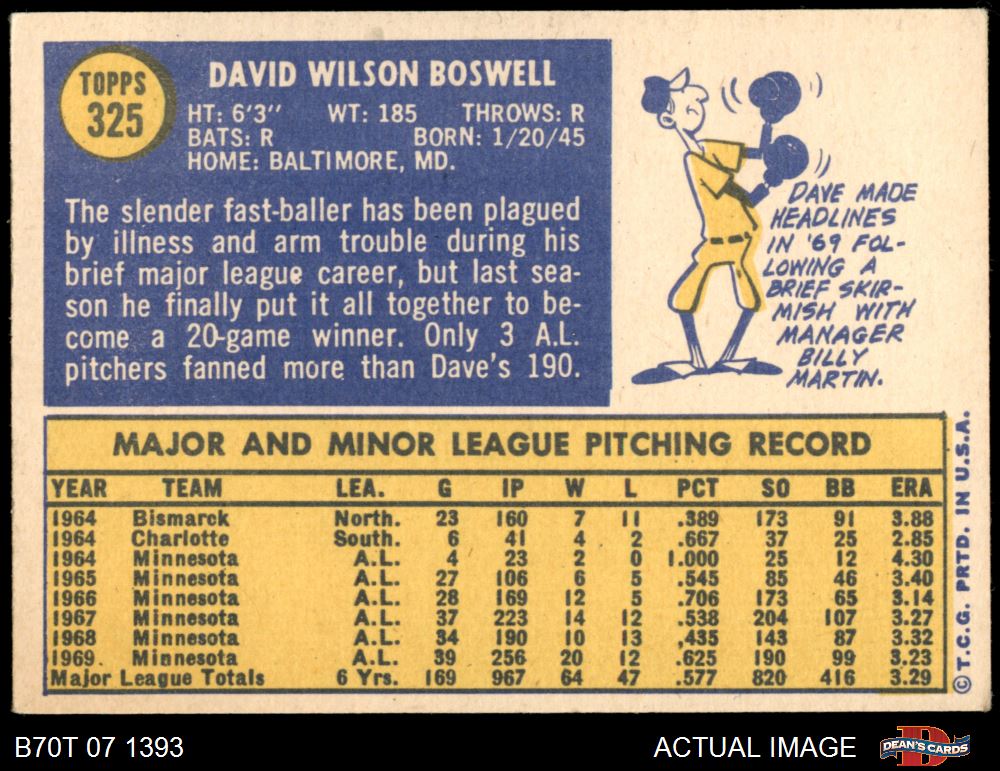 TOPPS
325
DAVID WILSON BOSWELL
HT: 6'3'' WT: 185 THROWS: R
BATS: R BORN: 1/20/45
HOME: BALTIMORE, MD.
The slender fast-baller has been plagued
by illness and arm trouble during his
brief major league career, but last sea-
son he finally put it all together to be-
come a 20-game winner. Only 3 A.L.
pitchers fanned more than Dave's 190.
DAVE MADE
HEADLINES
IN '69 FOL-
LOWING A
BRIEF SKIR-
MISH WITH
MANAGER
BILLY
MARTIN.
MAJOR AND MINOR LEAGUE PITCHING RECORD
YEAR TEAM LEA. G IP W L PCT SO BB ERA
1964 Bismarck North. 23 160 7 11 .389 173 91 3.88
1964 Charlotte South. 6 41 4 2 .667 37 25 2.85
1964 Minnesota A.L. 4 23 2 0 1.000 25 12 4.30
1965 Minnesota A.L. 27 106 6 5 .545 85 46 3.40
1966 Minnesota A.L. 28 169 12 5 .706 173 65 3.14
1967 Minnesota A.L. 37 223 14 12 .538 204 107 3.27
1968 Minnesota A.L. 34 190 10 13 .435 143 87 3.32
1969 Minnesota A.L. 39 256 20 12 .625 190 99 3.23
Major League Totals 6 Yrs. 169 967 64 47 .577 820 416 3.29
©T.C.G. PRTD. IN U.S.A.
B70T 07 1393 ACTUAL IMAGE
DEAN'S CARDS